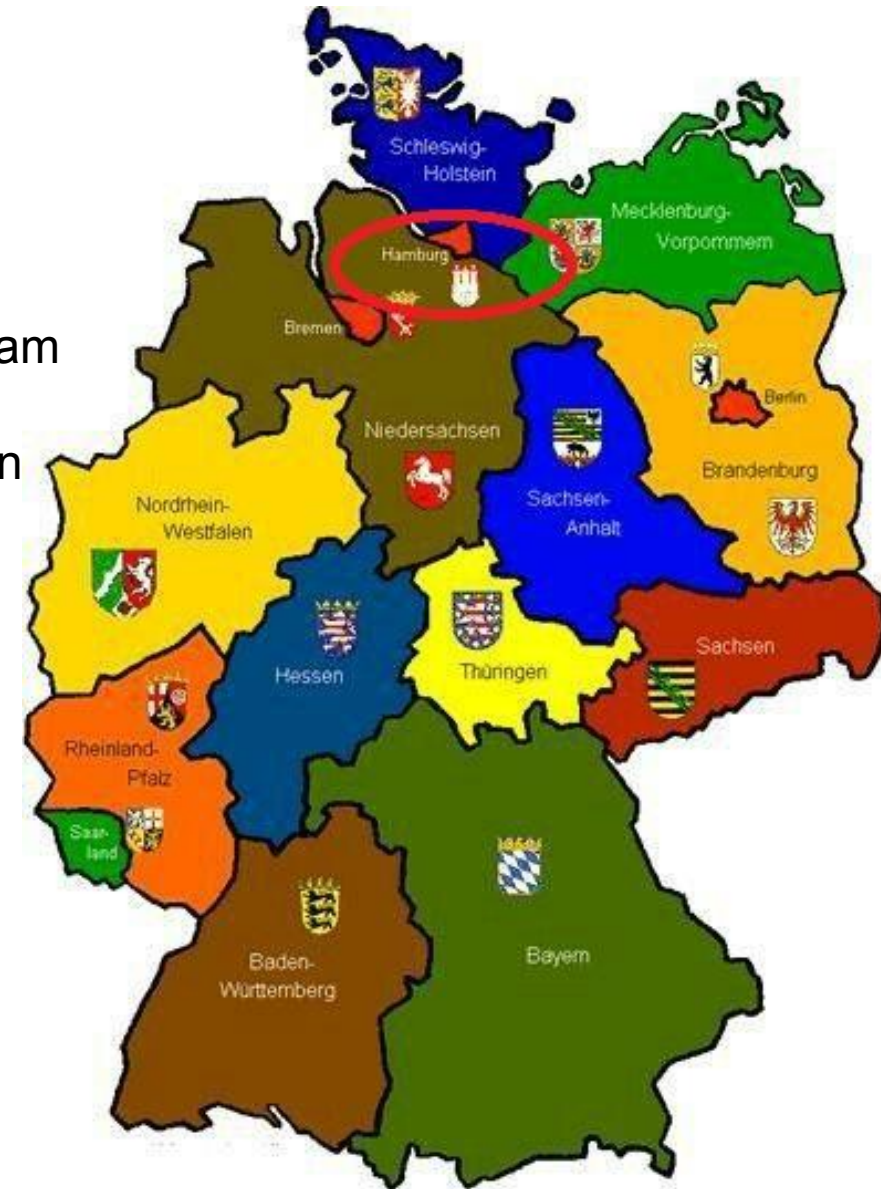 Schleswig-
Holstein
Mecklenburg-
Vorpommern
Hamburg
Bremen
am
n
Berlin
Niedersachsen
Brandenburg
Sachsen-
Anhalt
Nordrhein-
Westfalen
Sachsen
Hessen
Thüringen
Rheinland-
Pfalz
Saar-
land
Baden-
Württemberg
Bayern